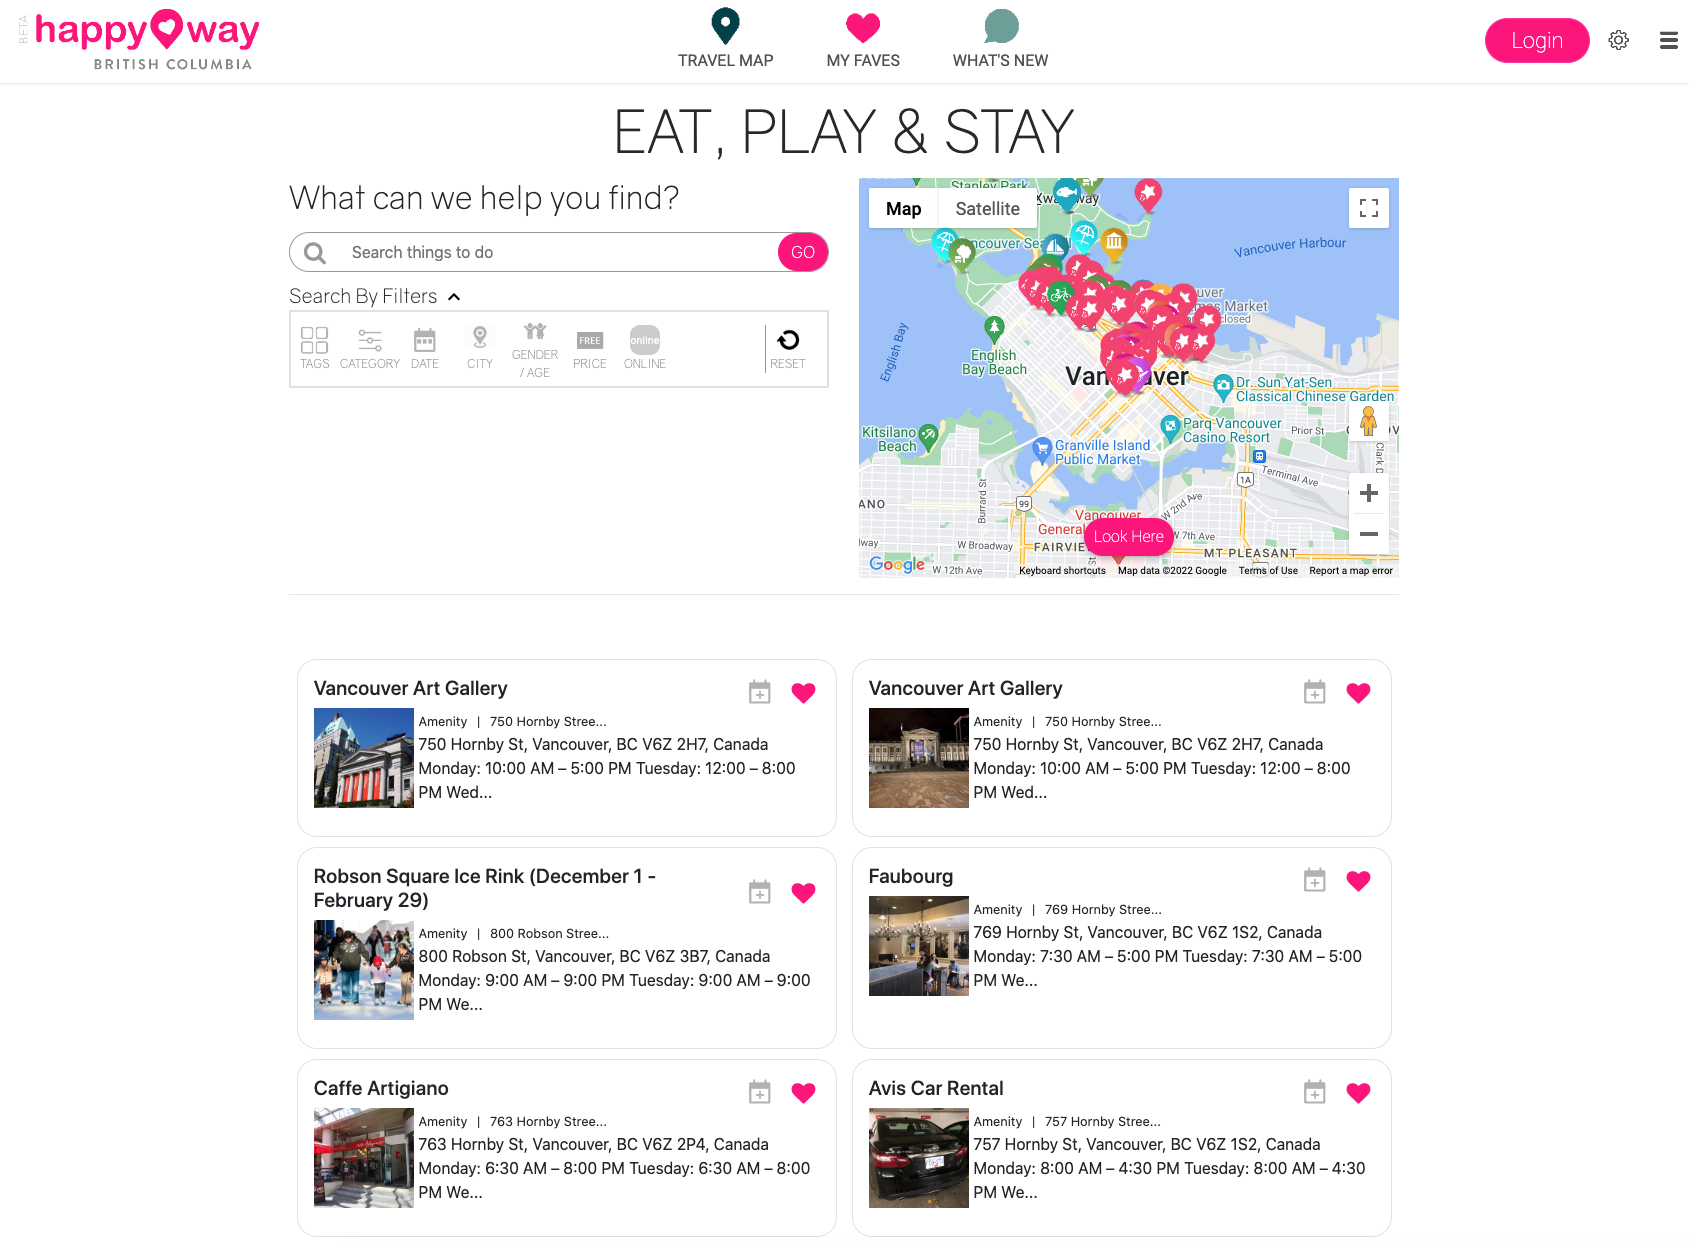 BETA
happy way
BRITISH COLUMBIA
TRAVEL MAP
MY FAVES
WHAT'S NEW
Login
EAT, PLAY & STAY
What can we help you find?
Search things to do
GO
Search By Filters
TAGS
CATEGORY
DATE
CITY
GENDER
/ AGE
FREE
PRICE
online
ONLINE
RESET
Map
Satellite
Stanley Park
Vancouver Harbour
English Bay
English
Bay Beach
Vancouver
Dr. Sun Yat-Sen
Classical Chinese Garden
Parq Vancouver
Casino Resort
Prior St
Kitsilano
Beach
Granville Island
Public Market
Terminal Ave
1A
99
Burrard St
W 2nd Ave
Vancouver
General
Look Here
W 7th Ave
W Broadway
FAIRVIE
MT PLEASANT
W 12th Ave
Google
Keyboard shortcuts
Map data ©2022 Google
Terms of Use
Report a map error
Vancouver Art Gallery
Amenity | 750 Hornby Stree...
750 Hornby St, Vancouver, BC V6Z 2H7, Canada
Monday: 10:00 AM – 5:00 PM Tuesday: 12:00 – 8:00
PM Wed...
Vancouver Art Gallery
Amenity | 750 Hornby Stree...
750 Hornby St, Vancouver, BC V6Z 2H7, Canada
Monday: 10:00 AM – 5:00 PM Tuesday: 12:00 – 8:00
PM Wed...
Robson Square Ice Rink (December 1 -
February 29)
Amenity | 800 Robson Stree...
800 Robson St, Vancouver, BC V6Z 3B7, Canada
Monday: 9:00 AM – 9:00 PM Tuesday: 9:00 AM – 9:00
PM We...
Faubourg
Amenity | 769 Hornby Stree...
769 Hornby St, Vancouver, BC V6Z 1S2, Canada
Monday: 7:30 AM – 5:00 PM Tuesday: 7:30 AM – 5:00
PM We...
Caffe Artigiano
Amenity | 763 Hornby Stree...
763 Hornby St, Vancouver, BC V6Z 2P4, Canada
Monday: 6:30 AM – 8:00 PM Tuesday: 6:30 AM – 8:00
PM We...
Avis Car Rental
Amenity | 757 Hornby Stree...
757 Hornby St, Vancouver, BC V6Z 1S2, Canada
Monday: 8:00 AM – 4:30 PM Tuesday: 8:00 AM – 4:30
PM We...